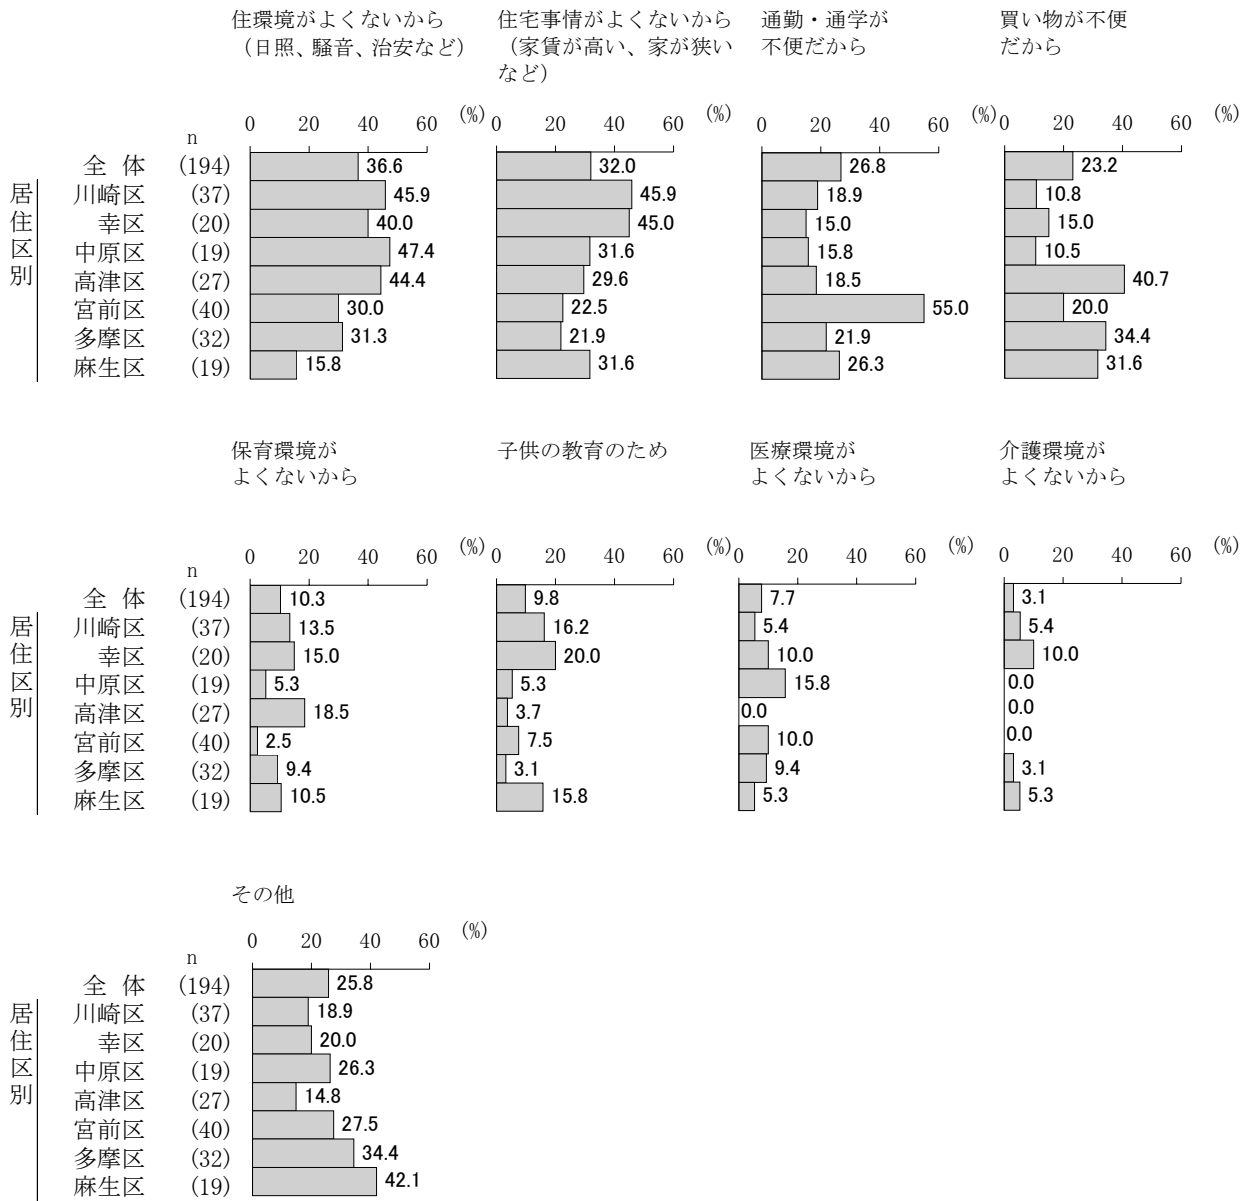 住環境がよくないから 住宅事情がよくないから 通勤・通学が 買い物が不便
（日照、騒音、治安など） （家賃が高い、家が狭い 不便だから だから
など）
0 20 40 60 (%) 0 20 40 60 (%) 0 20 40 60 (%) 0 20 40 60 (%)
n
全 体 (194) 36.6 32.0 26.8 23.2
居住区別
川崎区 (37) 45.9 45.9 18.9 10.8
幸区 (20) 40.0 45.0 15.0 15.0
中原区 (19) 47.4 31.6 15.8 10.5
高津区 (27) 44.4 29.6 18.5 40.7
宮前区 (40) 30.0 22.5 55.0 20.0
多摩区 (32) 31.3 21.9 21.9 34.4
麻生区 (19) 15.8 31.6 26.3 31.6
保育環境が 子供の教育のため 医療環境が 介護環境が
よくないから よくないから よくないから
0 20 40 60 (%) 0 20 40 60 (%) 0 20 40 60 (%) 0 20 40 60 (%)
n
全 体 (194) 10.3 9.8 7.7 3.1
居住区別
川崎区 (37) 13.5 16.2 5.4 5.4
幸区 (20) 15.0 20.0 10.0 10.0
中原区 (19) 5.3 5.3 15.8 0.0
高津区 (27) 18.5 3.7 0.0 0.0
宮前区 (40) 2.5 7.5 10.0 0.0
多摩区 (32) 9.4 3.1 9.4 3.1
麻生区 (19) 10.5 15.8 5.3 5.3
その他
0 20 40 60 (%)
n
全 体 (194) 25.8
居住区別
川崎区 (37) 18.9
幸区 (20) 20.0
中原区 (19) 26.3
高津区 (27) 14.8
宮前区 (40) 27.5
多摩区 (32) 34.4
麻生区 (19) 42.1